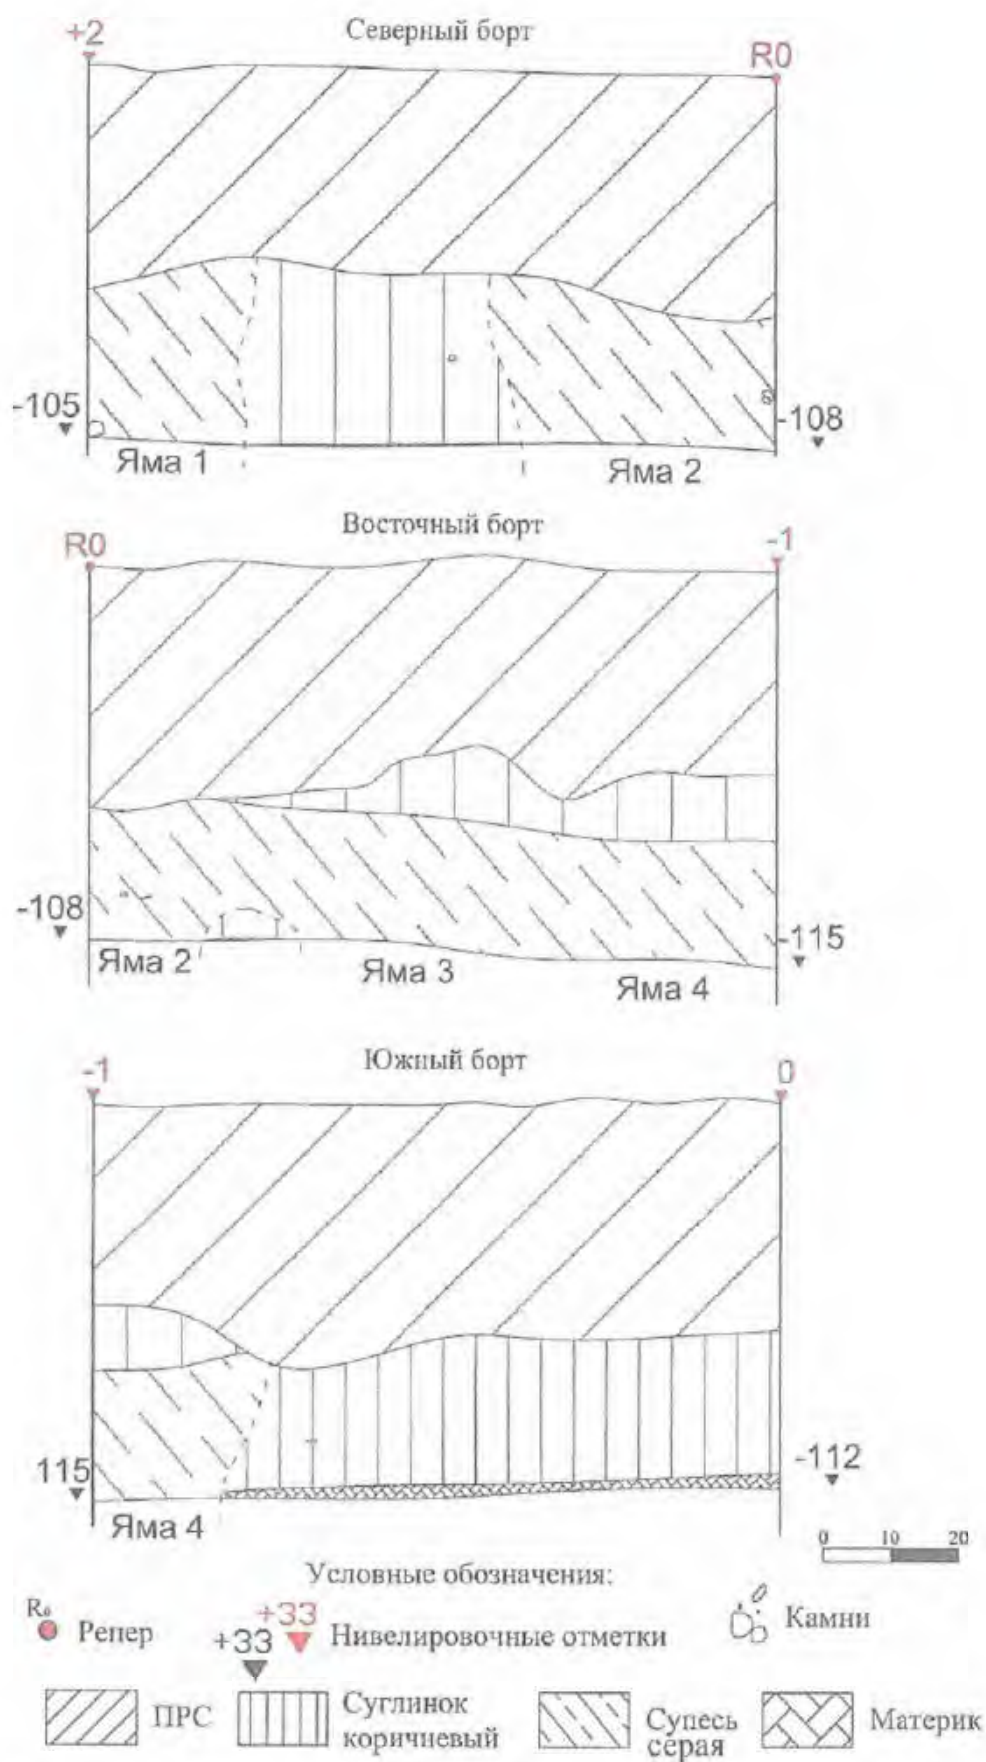 Северный борт
+2
R0
-105
-108
Яма 1
Яма 2
Восточный борт
R0
-1
-108
-115
Яма 2
Яма 3
Яма 4
Южный борт
-1
0
115
-112
Яма 4
0 10 20
Условные обозначения:
R₀
Репер
+33
+33
Нивелировочные отметки
Камни
ПРС
Суглинок
коричневый
Супесь
серая
Материк